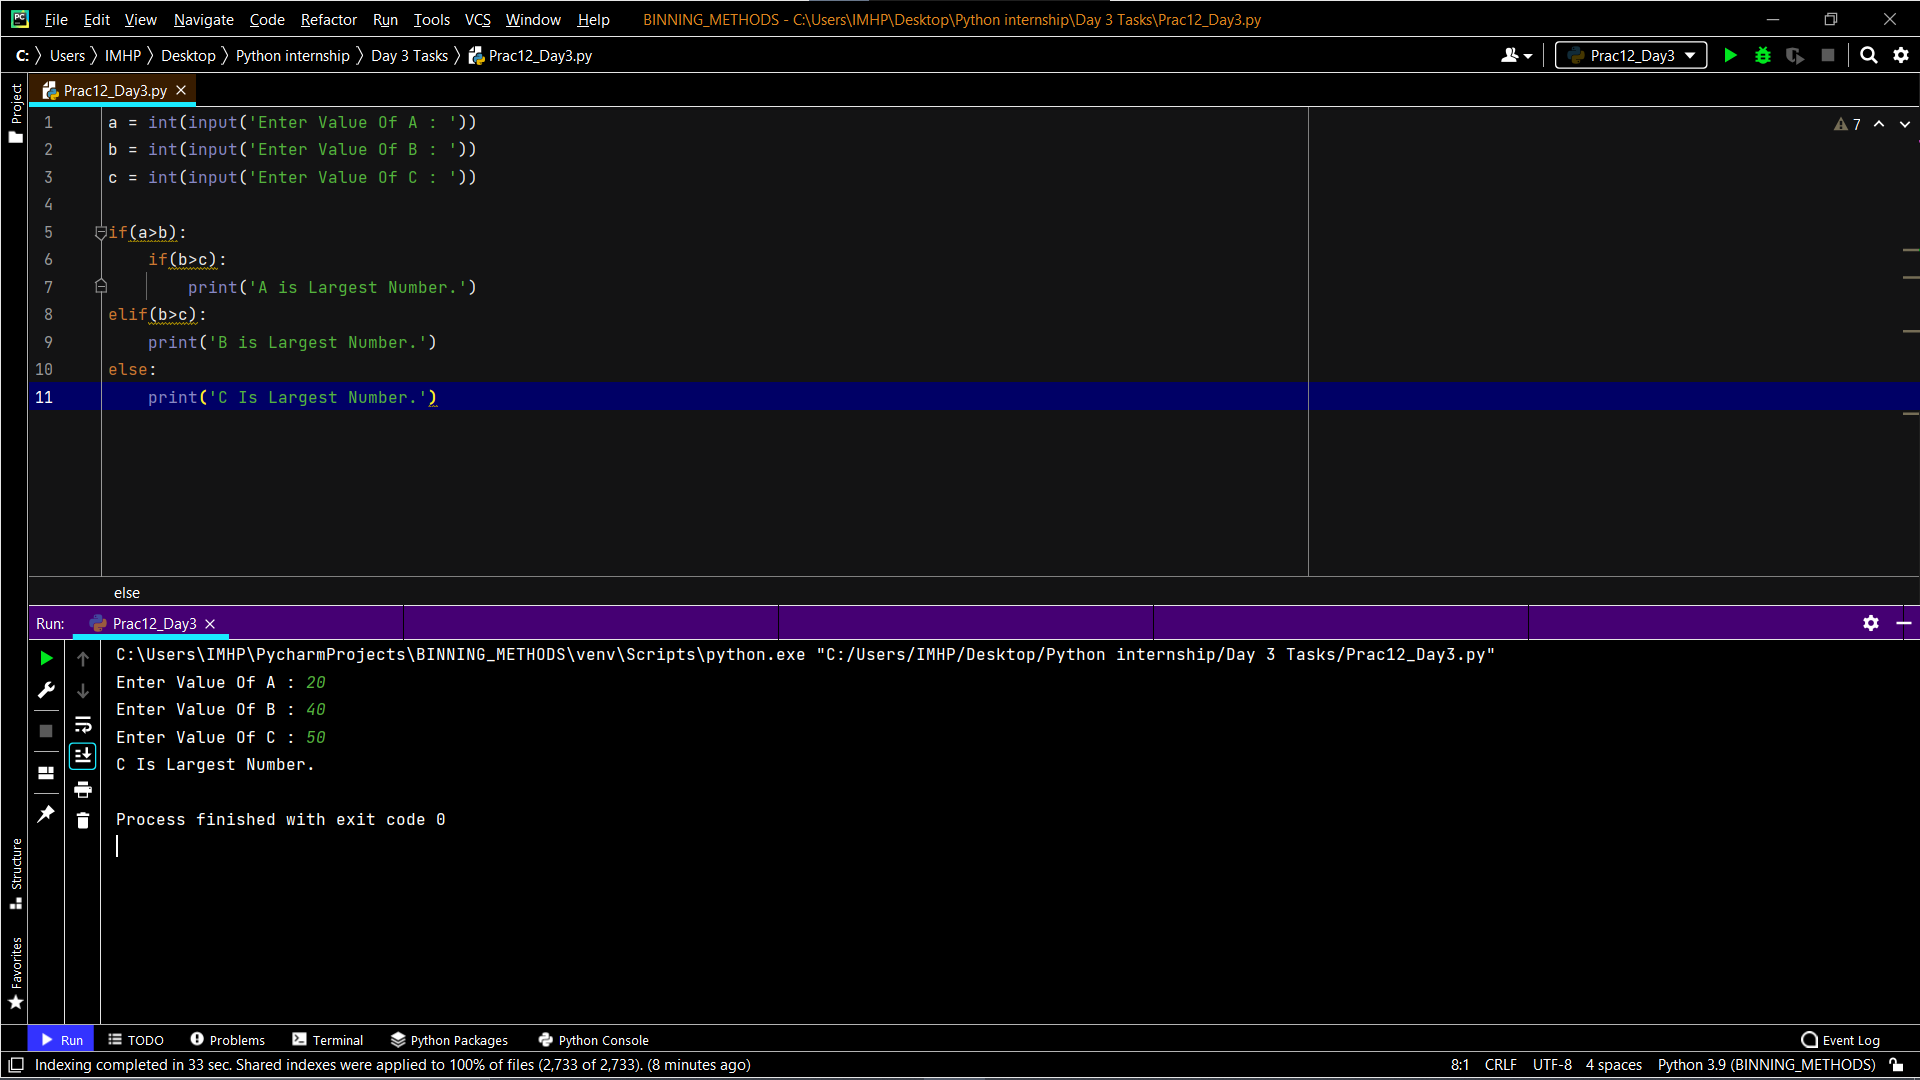 PC File Edit View Navigate Code Refactor Run Tools VCS Window Help BINNING_METHODS - C:\Users\IMHP\Desktop\Python internship\Day 3 Tasks\Prac12_Day3.py
C: Users IMHP Desktop Python internship Day 3 Tasks Prac12_Day3.py Prac12_Day3
Project
Prac12_Day3.py
7
1 a = int(input('Enter Value Of A : '))
2 b = int(input('Enter Value Of B : '))
3 c = int(input('Enter Value Of C : '))
4
5 if(a>b):
6     if(b>c):
7         print('A is Largest Number.')
8 elif(b>c):
9     print('B is Largest Number.')
10 else:
11     print('C Is Largest Number.')
else
Run: Prac12_Day3
C:\Users\IMHP\PycharmProjects\BINNING_METHODS\venv\Scripts\python.exe "C:/Users/IMHP/Desktop/Python internship/Day 3 Tasks/Prac12_Day3.py"
Enter Value Of A : 20
Enter Value Of B : 40
Enter Value Of C : 50
C Is Largest Number.
Process finished with exit code 0
Structure
Favorites
Run TODO Problems Terminal Python Packages Python Console Event Log
Indexing completed in 33 sec. Shared indexes were applied to 100% of files (2,733 of 2,733). (8 minutes ago) 8:1 CRLF UTF-8 4 spaces Python 3.9 (BINNING_METHODS)